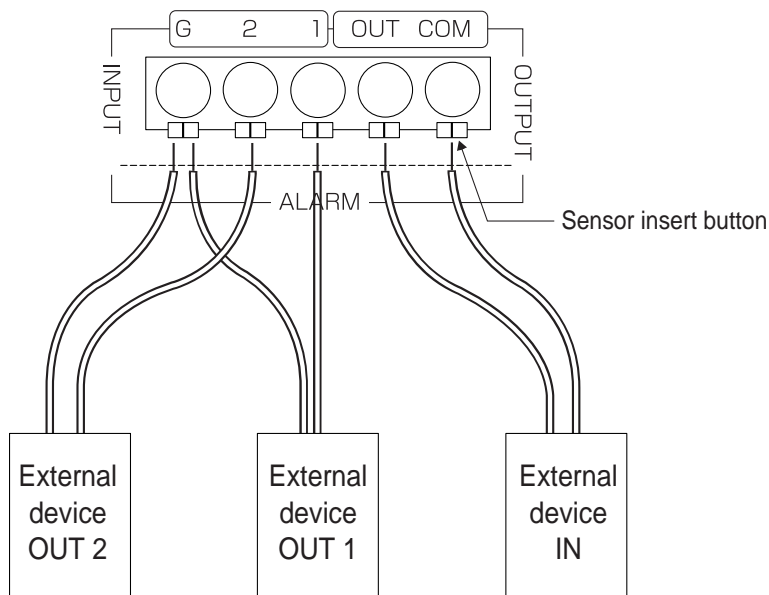 G 2 1 OUT COM
INPUT
OUTPUT
ALARM
Sensor insert button
External
device
OUT 2
External
device
OUT 1
External
device
IN